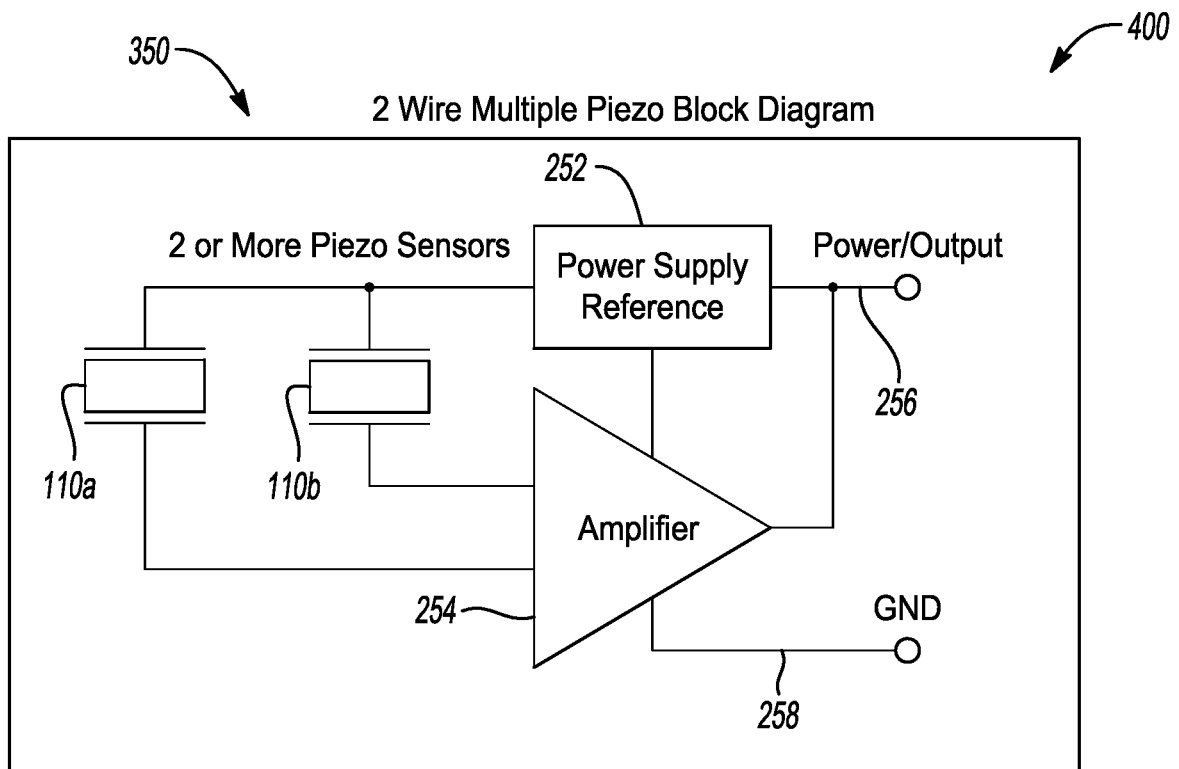 350
400
2 Wire Multiple Piezo Block Diagram
252
2 or More Piezo Sensors
Power Supply
Reference
Power/Output
256
110a
110b
Amplifier
254
GND
258